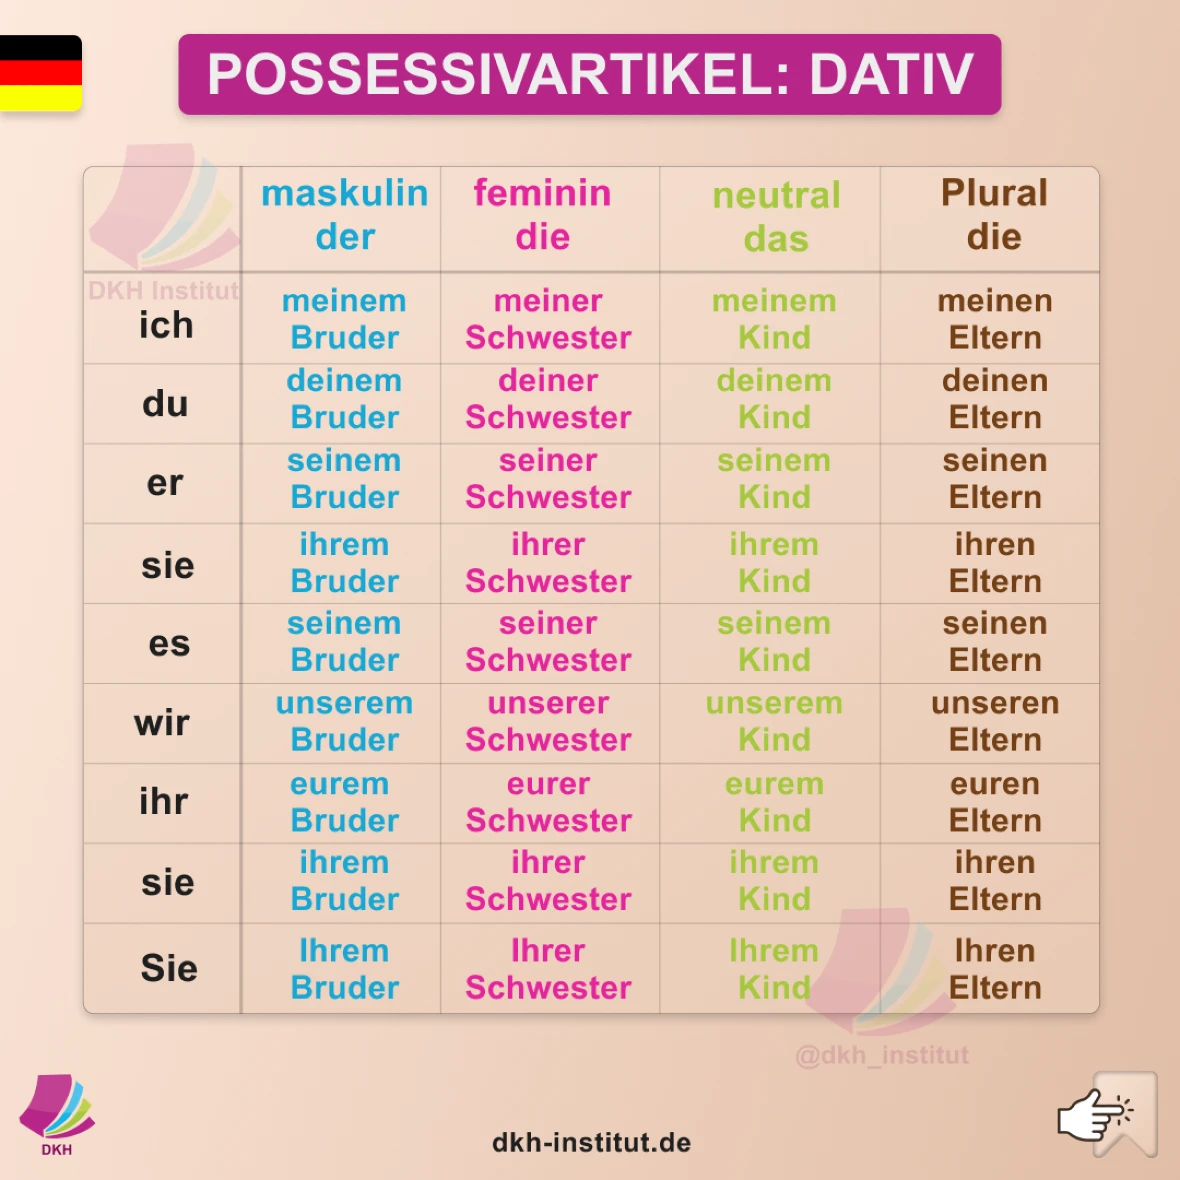 POSSESSIVARTIKEL: DATIV
maskulin feminin neutral Plural
der die das die
DKH Institut
meinem meiner meinem meinen
ich
Bruder Schwester Kind Eltern
deinem deiner deinem deinen
du
Bruder Schwester Kind Eltern
seinem seiner seinem seinen
er
Bruder Schwester Kind Eltern
ihrem ihrer ihrem ihren
sie
Bruder Schwester Kind Eltern
seinem seiner seinem seinen
es
Bruder Schwester Kind Eltern
unserem unserer unserem unseren
wir
Bruder Schwester Kind Eltern
eurem eurer eurem euren
ihr
Bruder Schwester Kind Eltern
ihrem ihrer ihrem ihren
sie
Bruder Schwester Kind Eltern
Ihrem Ihrer Ihrem Ihren
Sie
Bruder Schwester Kind Eltern
@dkh_institut
DKH
dkh-institut.de